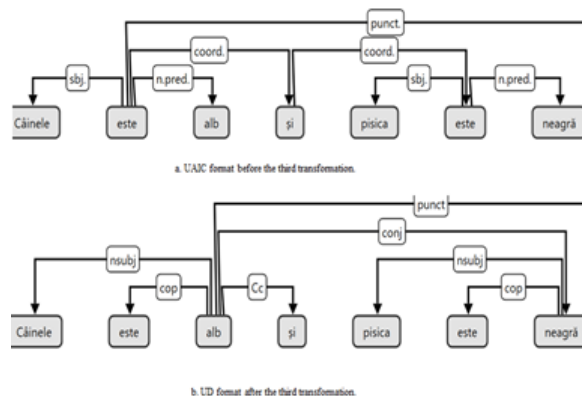 punct.
coord. coord.
sbj. n.pred. sbj. n.pred.
Câinele este alb și pisica este neagră
a. UAIC format before the third transfomation.
punct
conj
nsubj nsubj
cop Cc cop
Câinele este alb și pisica este neagră
b. UD format after the third transfomation.